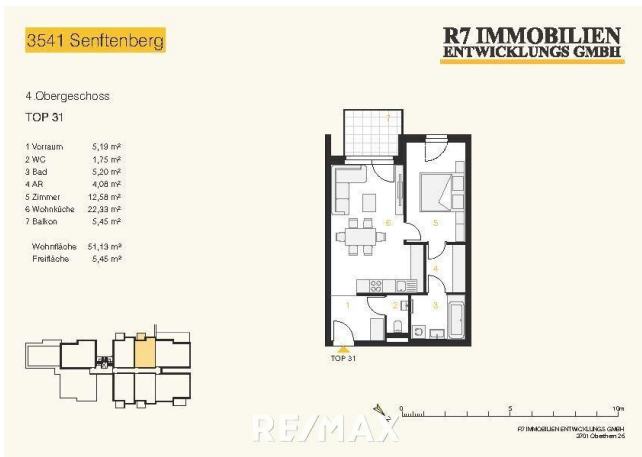 3541 Senftenberg
R7 IMMOBILIEN
ENTWICKLUNGS GMBH
4.Obergeschoss
TOP 31
1 Vorraum 5,19 m²
2 WC 1,75 m²
3 Bad 5,20 m²
4 AR 4,08 m²
5 Zimmer 12,58 m²
6 Wohnküche 22,33 m²
7 Balkon 5,45 m²
Wohnfläche 51,13 m²
Freifläche 5,45 m²
7
6
5
4
1
2
3
TOP 31
0 5 10m
RE/MAX
R7 IMMOBILIEN ENTWICKLUNGS GMBH